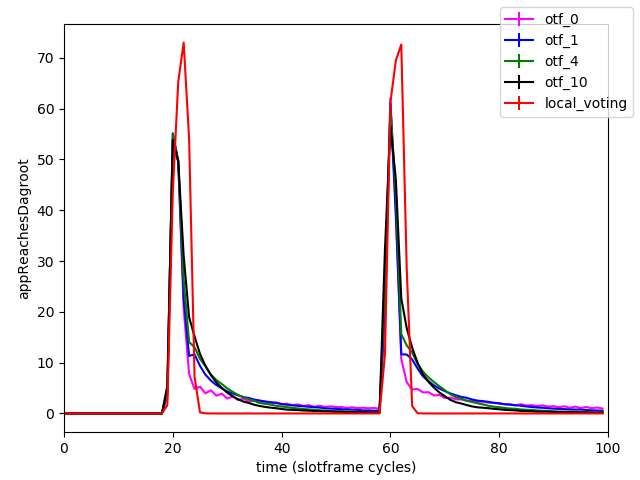 otf_0
otf_1
otf_4
otf_10
local_voting
70
60
50
40
30
20
10
0
appReachesDagroot
0 20 40 60 80 100
time (slotframe cycles)